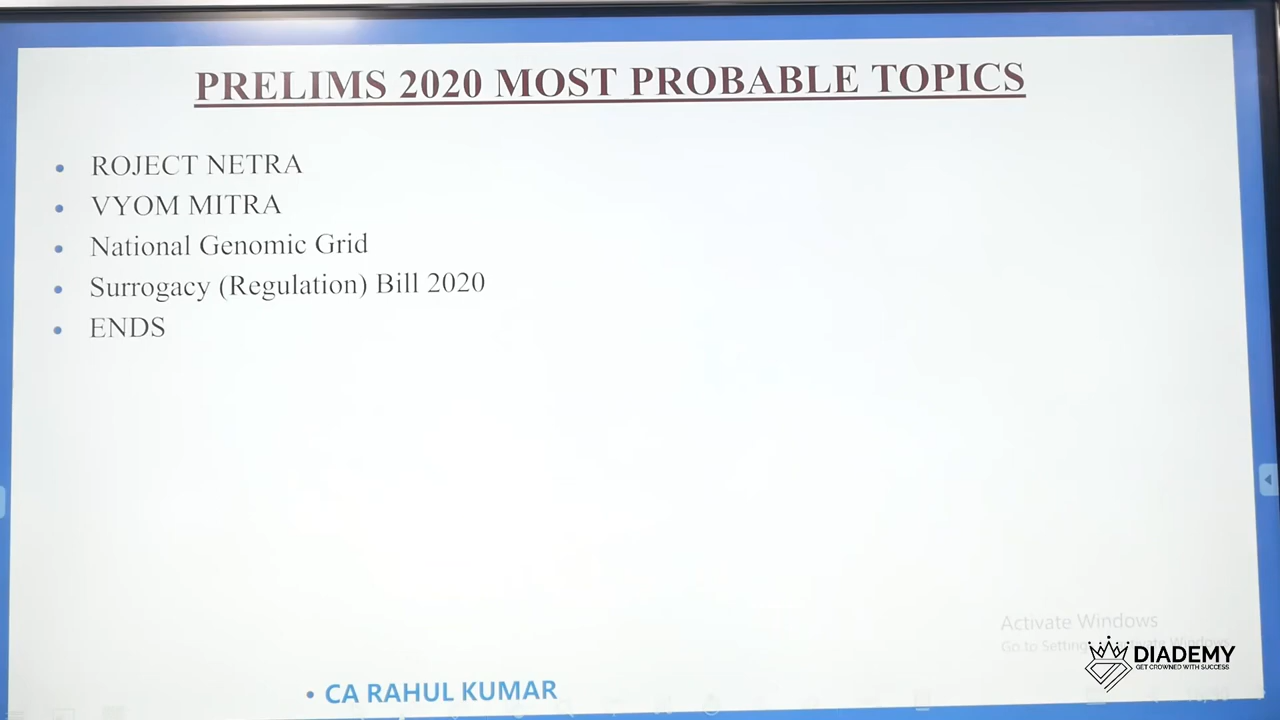 PRELIMS 2020 MOST PROBABLE TOPICS
• ROJECT NETRA
• VYOM MITRA
• National Genomic Grid
• Surrogacy (Regulation) Bill 2020
• ENDS
Activate Windows
Go to Settings
DIADEMY
GET CROWNED WITH SUCCESS
• CA RAHUL KUMAR